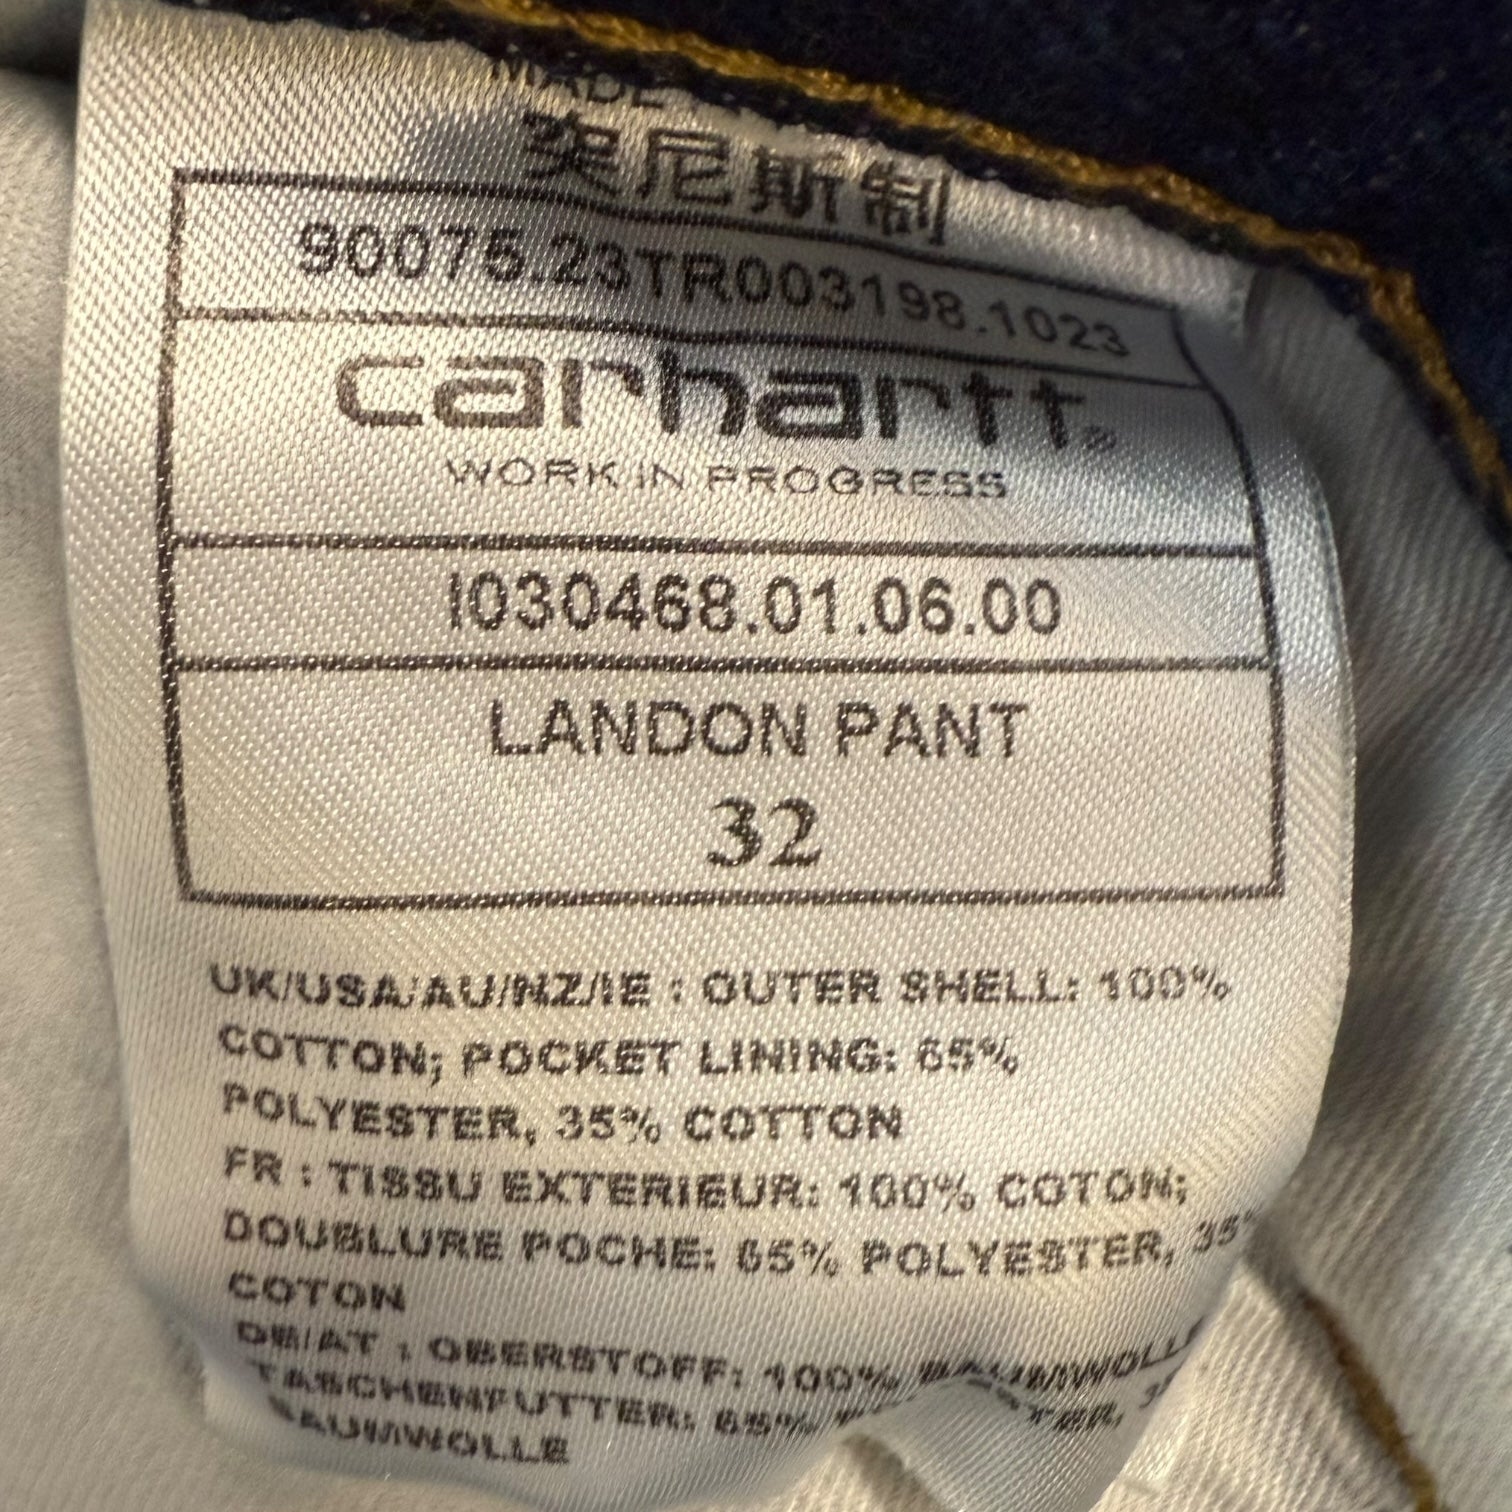 MADE
突尼斯制
90075.23TR003198.1023
carhartt
WORK IN PROGRESS
I030468.01.06.00
LANDON PANT
32
UK/USA/AU/NZ/IE : OUTER SHELL: 100%
COTTON; POCKET LINING: 65%
POLYESTER, 35% COTTON
FR : TISSU EXTERIEUR: 100% COTON;
DOUBLURE POCHE: 65% POLYESTER, 35%
COTON
DE/AT : OBERSTOFF: 100% BAUMWOLLE
TASCHENFUTTER: 65%
BAUMWOLLE